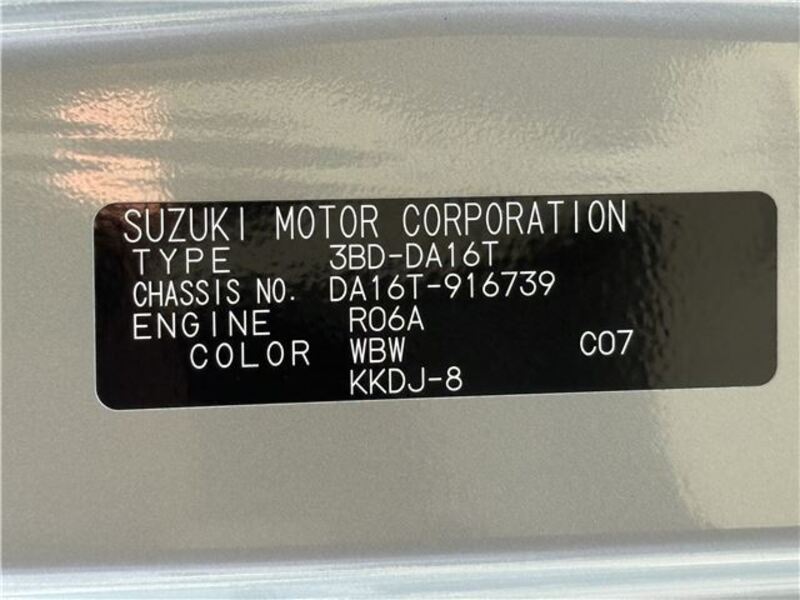 SUZUKI MOTOR CORPORATION
TYPE 3BD-DA16T
CHASSIS NO. DA16T-916739
ENGINE R06A
COLOR WBW C07
KKDJ-8